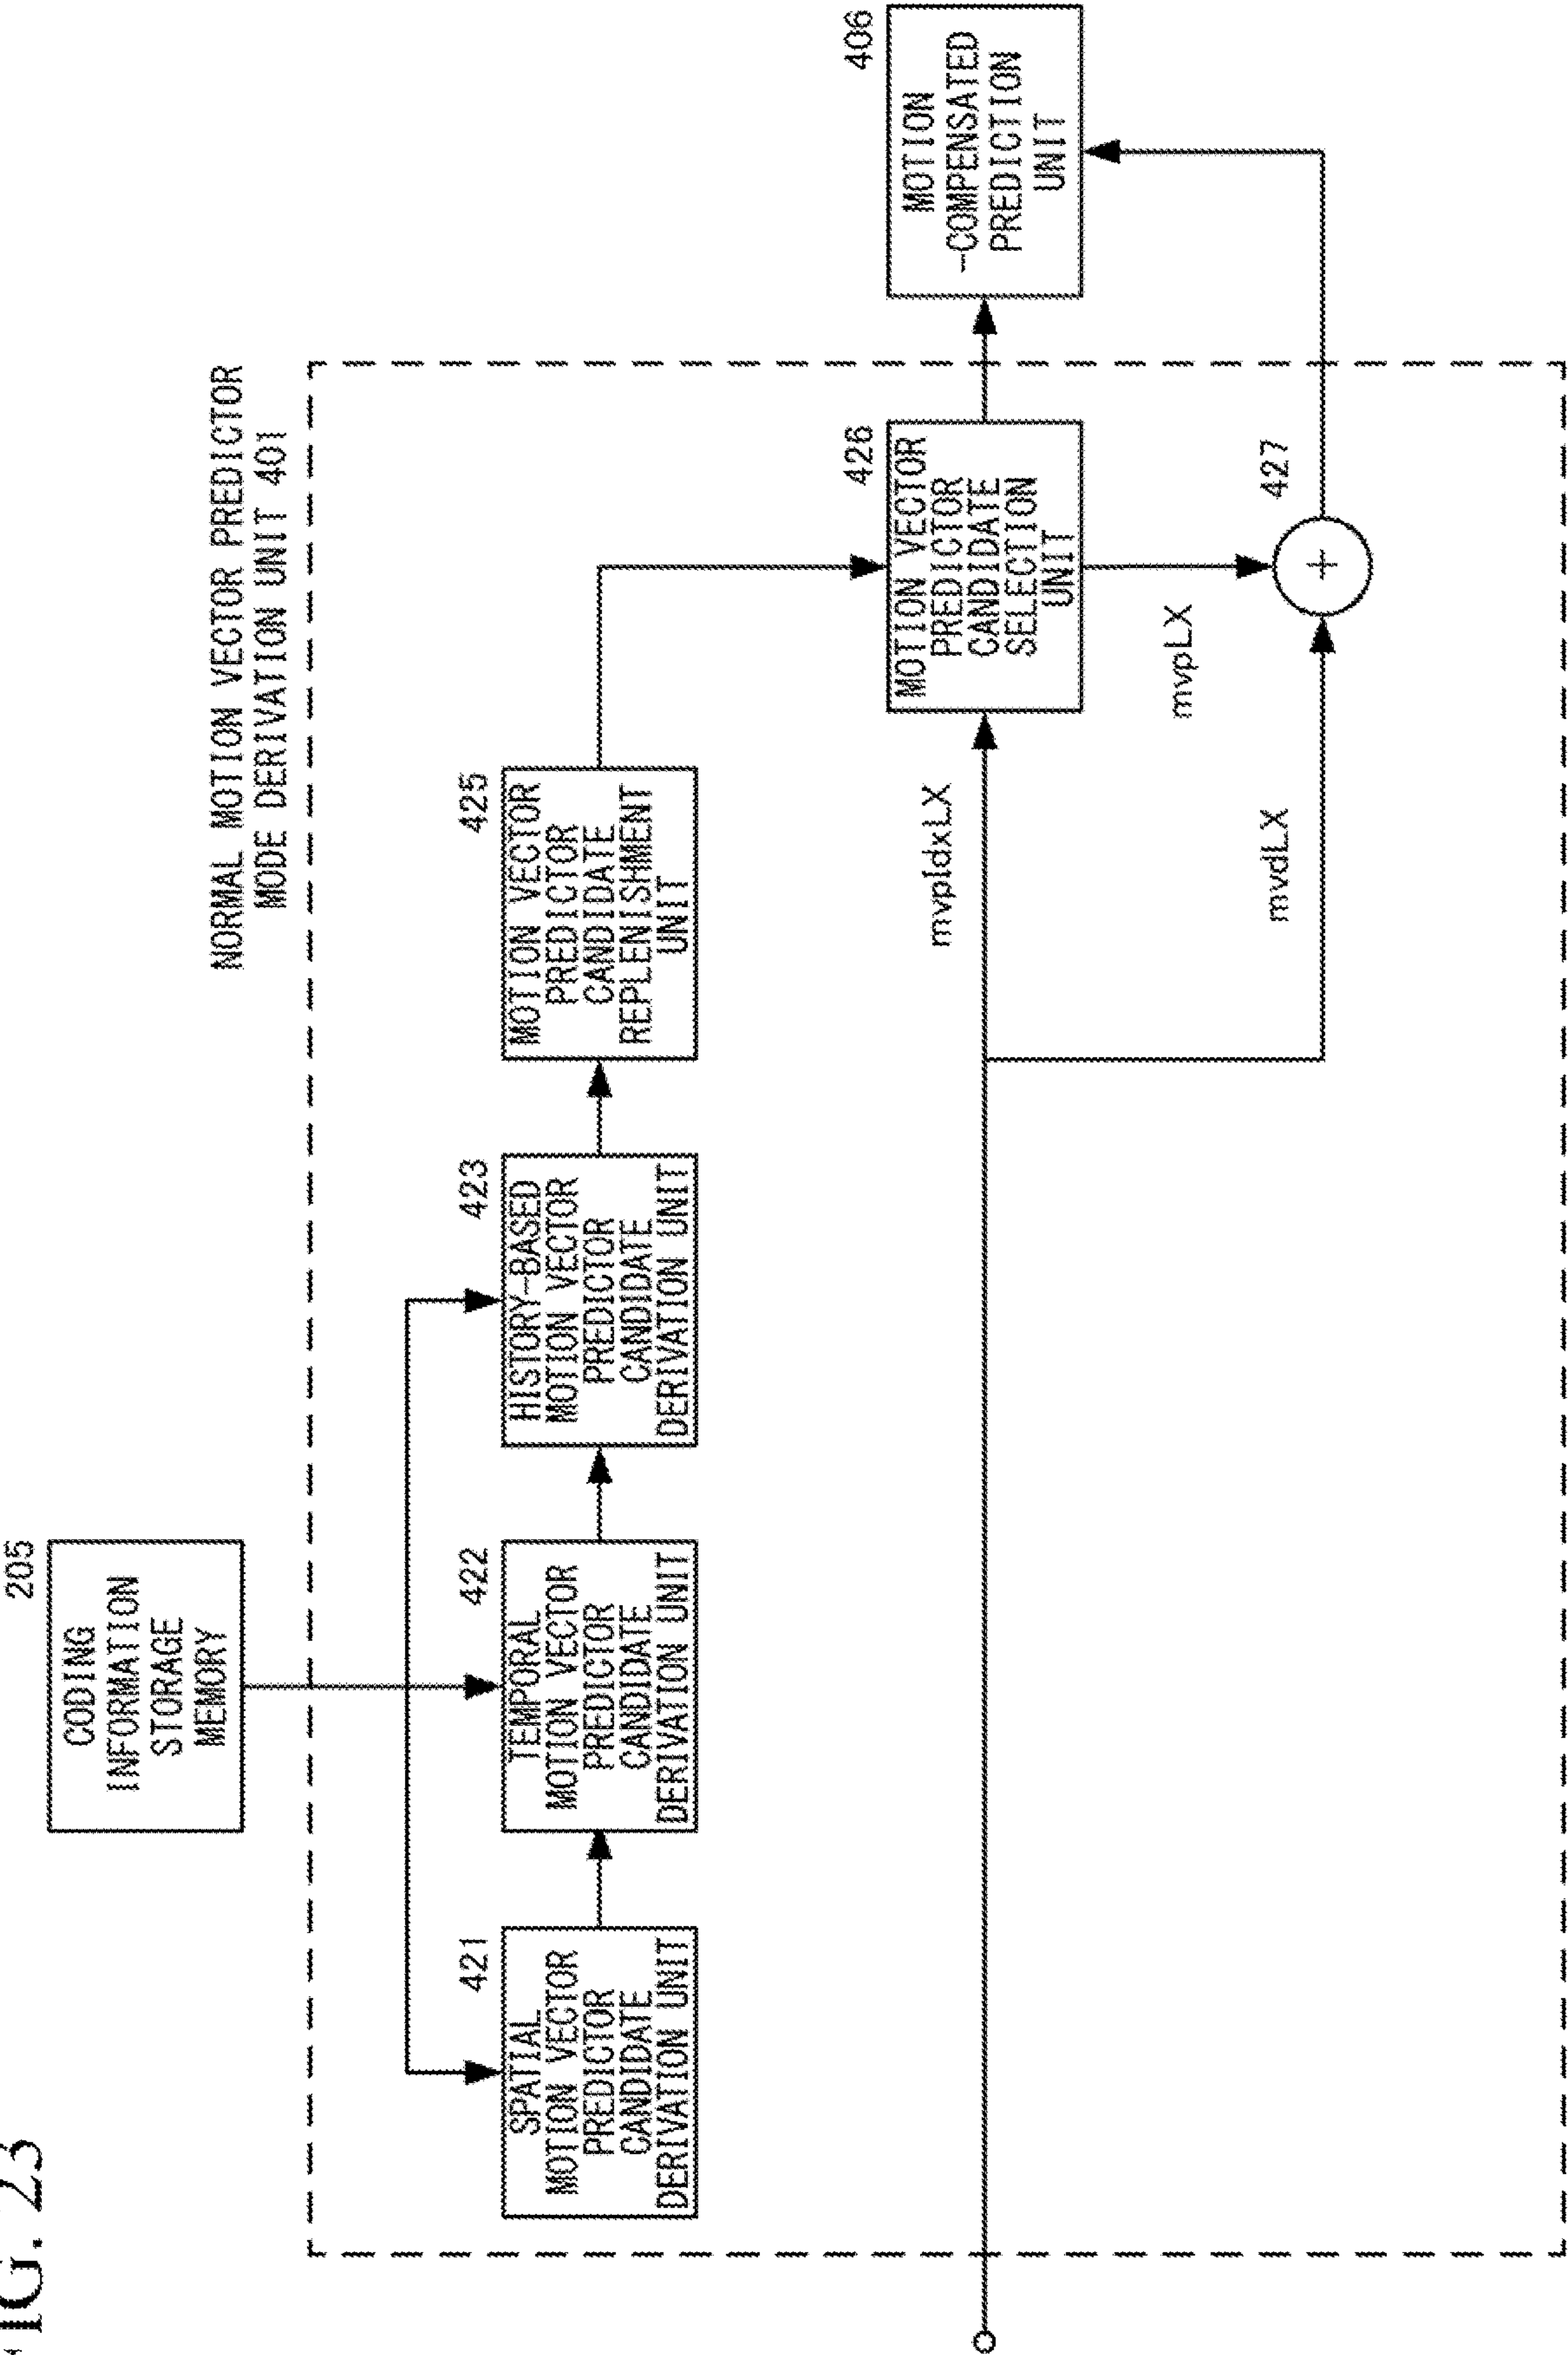 FIG. 23
205
CODING
INFORMATION
STORAGE
MEMORY
NORMAL MOTION VECTOR PREDICTOR
MODE DERIVATION UNIT 401
421
SPATIAL
MOTION VECTOR
PREDICTOR
CANDIDATE
DERIVATION UNIT
422
TEMPORAL
MOTION VECTOR
PREDICTOR
CANDIDATE
DERIVATION UNIT
423
HISTORY-BASED
MOTION VECTOR
PREDICTOR
CANDIDATE
DERIVATION UNIT
425
MOTION VECTOR
PREDICTOR
CANDIDATE
REPLENISHMENT
UNIT
426
MOTION VECTOR
PREDICTOR
CANDIDATE
SELECTION
UNIT
406
MOTION
-COMPENSATED
PREDICTION
UNIT
mvpIdxLX
mvpLX
mvdLX
427
+